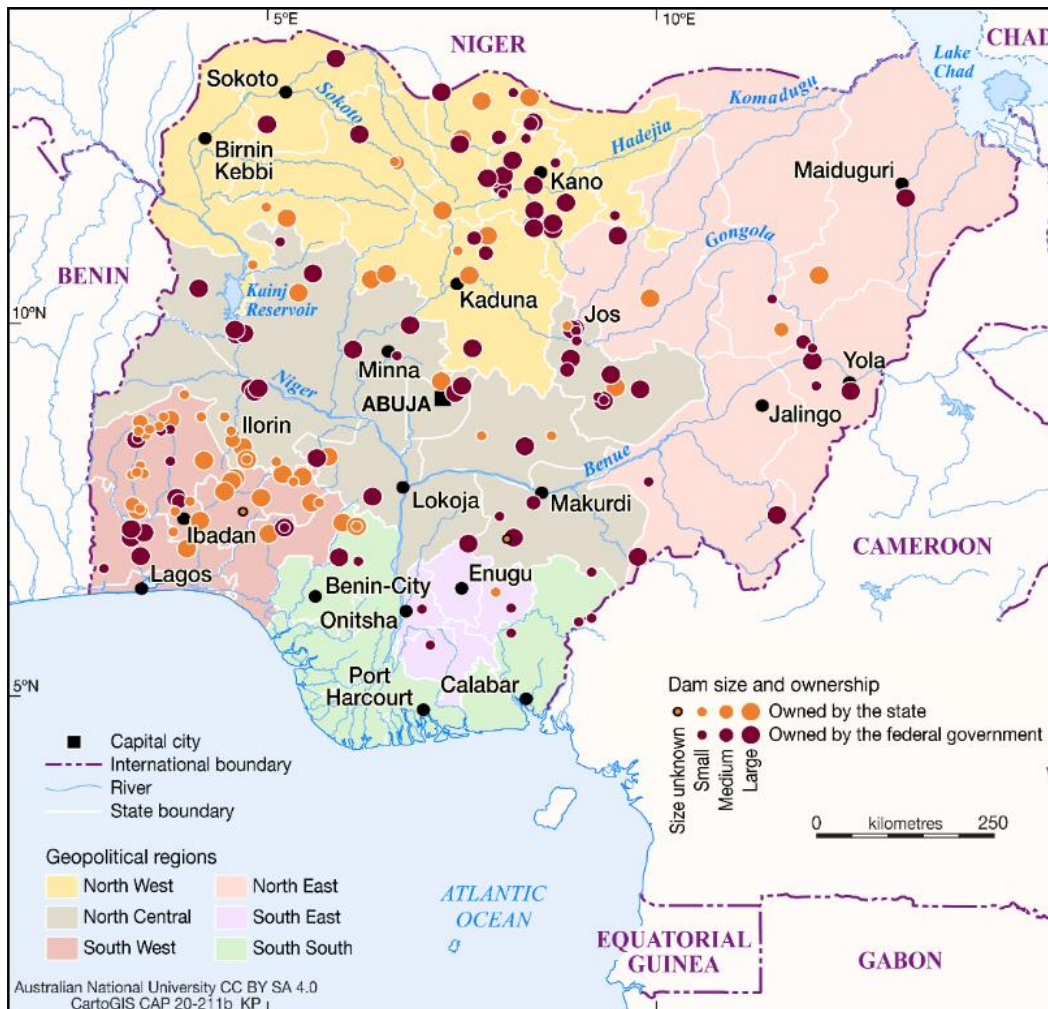 5°E
10°E
NIGER
CHAD
Lake
Chad
Sokoto
Komadugu
Sokoto
Hadejia
Birnin
Kebbi
Kano
Maiduguri
Gongola
BENIN
Kainj
Reservoir
Kaduna
10°N
Jos
Minna
Yola
Niger
ABUJA
Jalingo
Ilorin
Benue
Lokoja
Makurdi
Ibadan
CAMEROON
Lagos
Enugu
Benin-City
Onitsha
Port
Harcourt
Calabar
5°N
Dam size and ownership
Owned by the state
Owned by the federal government
Size unknown
Small
Medium
Large
0 kilometres 250
Capital city
International boundary
River
State boundary
Geopolitical regions
North West
North East
North Central
South East
South West
South South
ATLANTIC
OCEAN
EQUATORIAL
GUINEA
GABON
Australian National University CC BY SA 4.0
CartoGIS CAP 20-211b_KP